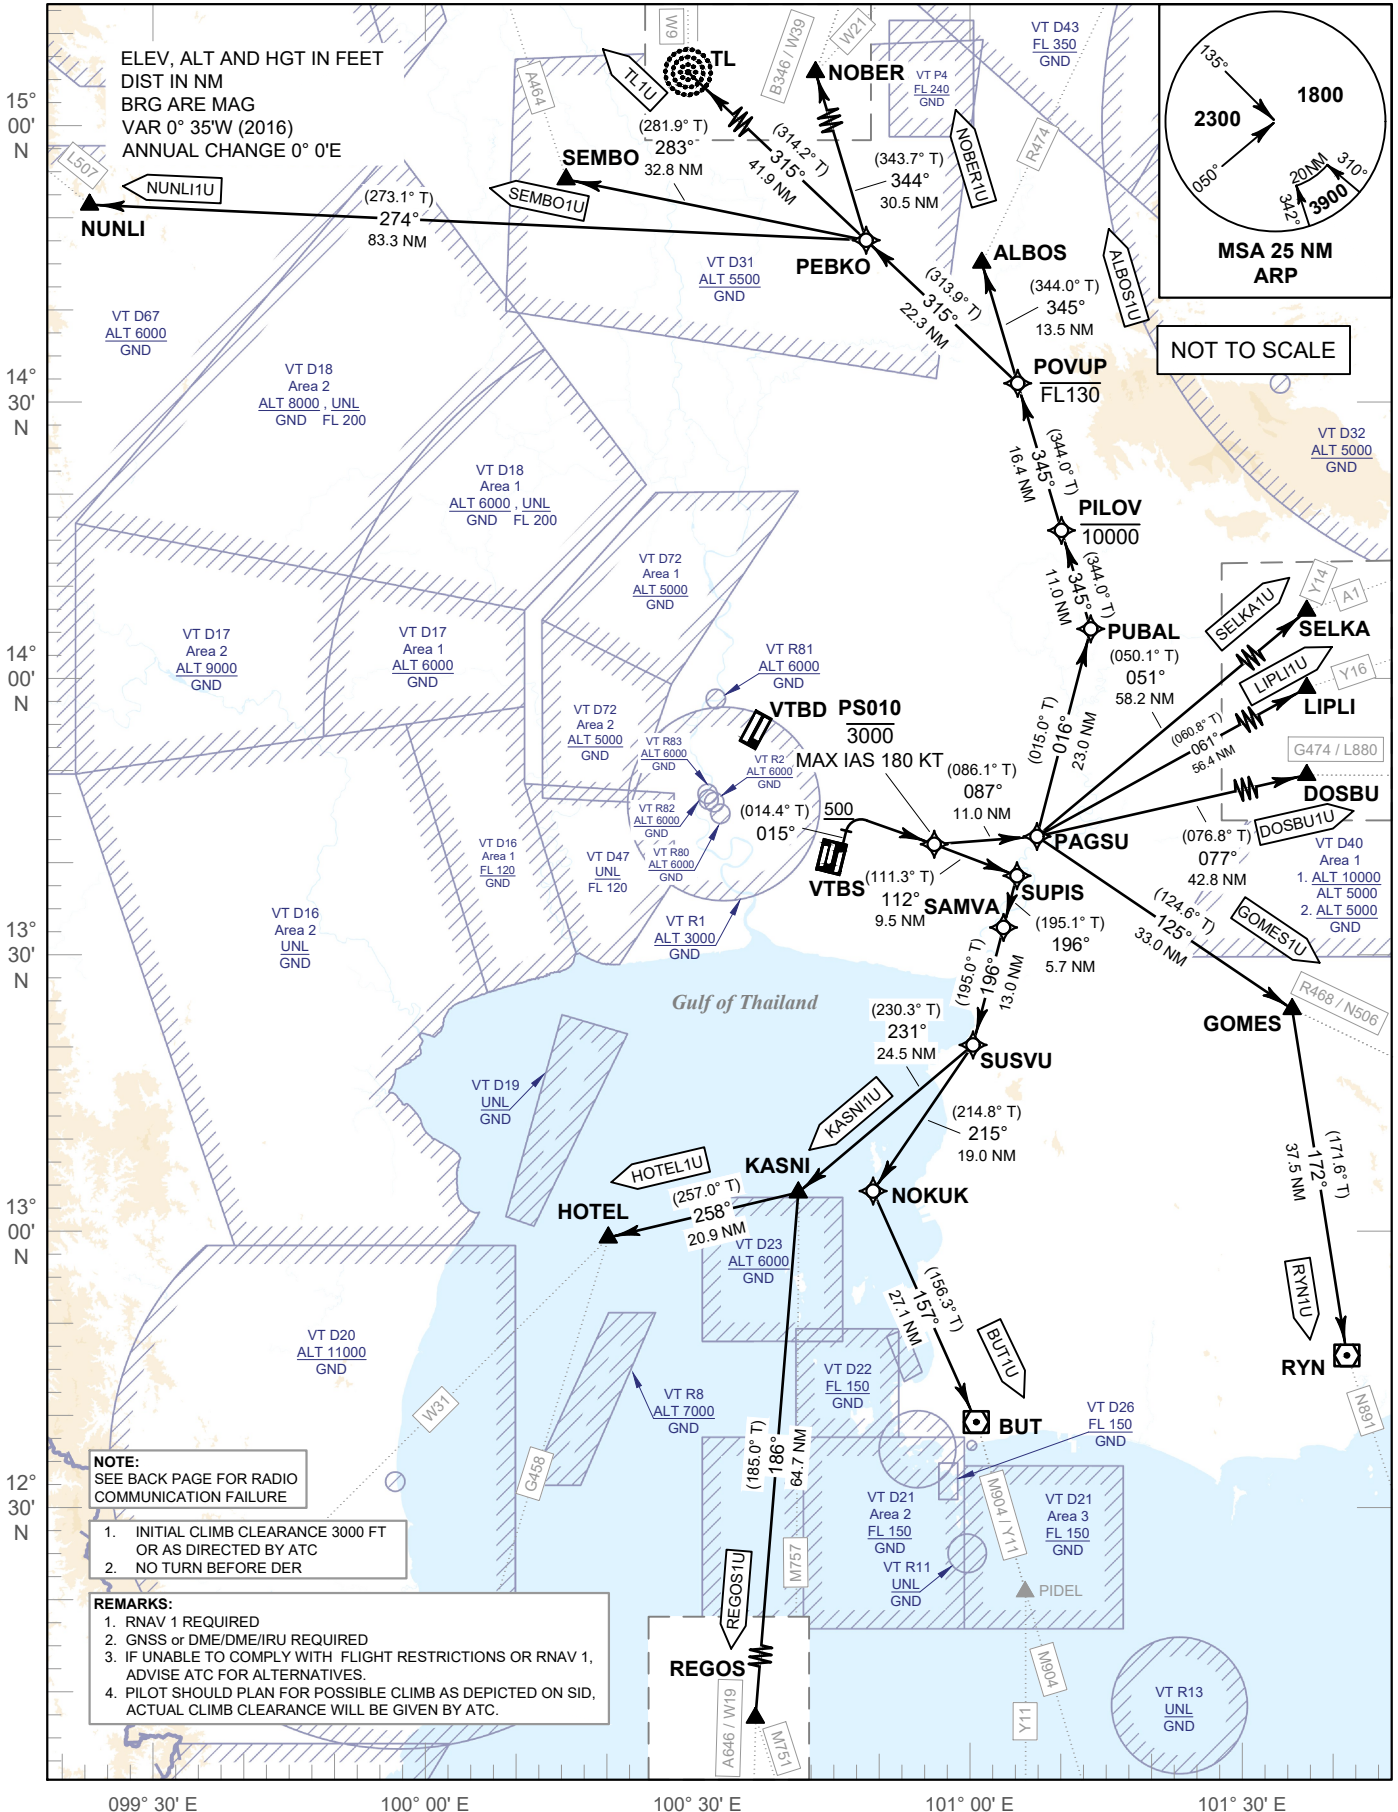 ELEV, ALT AND HGT IN FEET
DIST IN NM
BRG ARE MAG
VAR 0° 35'W (2016)
ANNUAL CHANGE 0° 0'E
15°
00'
N
14°
30'
N
14°
00'
N
13°
30'
N
13°
00'
N
12°
30'
N
099° 30' E
100° 00' E
100° 30' E
101° 00' E
101° 30' E
135°
2300
1800
050°
20NM
310°
342°
3900
MSA 25 NM
ARP
NOT TO SCALE
W9
TL
TL1U
B346 / W39
W21
NOBER
VT P4
FL 240
GND
VT D43
FL 350
GND
A464
L507
R474
NUNLI1U
NUNLI
(273.1° T)
274°
83.3 NM
SEMBO
SEMBO1U
(281.9° T)
283°
32.8 NM
(314.2° T)
315°
41.9 NM
(343.7° T)
344°
30.5 NM
NOBER1U
PEBKO
ALBOS
ALBOS1U
(313.9° T)
315°
22.3 NM
(344.0° T)
345°
13.5 NM
POVUP
FL130
VT D31
ALT 5500
GND
VT D67
ALT 6000
GND
VT D18
Area 2
ALT 8000 , UNL
GND FL 200
VT D18
Area 1
ALT 6000 , UNL
GND FL 200
VT D32
ALT 5000
GND
(344.0° T)
345°
16.4 NM
PILOV
10000
(344.0° T)
345°
11.0 NM
PUBAL
VT D72
Area 1
ALT 5000
GND
VT D17
Area 2
ALT 9000
GND
VT D17
Area 1
ALT 6000
GND
VT R81
ALT 6000
GND
VT D72
Area 2
ALT 5000
GND
VTBD
VT R83
ALT 6000
GND
VT R2
ALT 6000
GND
VT R82
ALT 6000
GND
VT R80
ALT 6000
GND
PS010
3000
MAX IAS 180 KT
(014.4° T)
015°
500
VTBS
(086.1° T)
087°
11.0 NM
(015.0° T)
016°
23.0 NM
PAGSU
(050.1° T)
051°
58.2 NM
SELKA1U
SELKA
Y14
A1
(060.8° T)
061°
56.4 NM
LIPLI1U
LIPLI
Y16
G474 / L880
DOSBU
DOSBU1U
(076.8° T)
077°
42.8 NM
VT D40
Area 1
1. ALT 10000
ALT 5000
2. ALT 5000
GND
(111.3° T)
112°
9.5 NM
SUPIS
SAMVA
(195.1° T)
196°
5.7 NM
(124.6° T)
125°
33.0 NM
GOMES1U
GOMES
R468 / N506
VT D16
Area 1
FL 120
GND
VT D47
UNL
FL 120
VT D16
Area 2
UNL
GND
VT R1
ALT 3000
GND
Gulf of Thailand
(195.0° T)
196°
13.0 NM
SUSVU
(230.3° T)
231°
24.5 NM
KASNI1U
(214.8° T)
215°
19.0 NM
NOKUK
VT D19
UNL
GND
HOTEL1U
KASNI
HOTEL
(257.0° T)
258°
20.9 NM
VT D23
ALT 6000
GND
(156.3° T)
157°
27.1 NM
BUT1U
BUT
(171.6° T)
172°
37.5 NM
RYN1U
RYN
N891
VT D20
ALT 11000
GND
VT R8
ALT 7000
GND
VT D22
FL 150
GND
VT D26
FL 150
GND
W31
G458
(185.0° T)
186°
64.7 NM
M757
VT D21
Area 2
FL 150
GND
VT R11
UNL
GND
VT D21
Area 3
FL 150
GND
M904 / Y11
PIDEL
M904
Y11
VT R13
UNL
GND
REGOS1U
REGOS
A646 / W19
M751
NOTE:
SEE BACK PAGE FOR RADIO
COMMUNICATION FAILURE
1. INITIAL CLIMB CLEARANCE 3000 FT
OR AS DIRECTED BY ATC
2. NO TURN BEFORE DER
REMARKS:
1. RNAV 1 REQUIRED
2. GNSS or DME/DME/IRU REQUIRED
3. IF UNABLE TO COMPLY WITH FLIGHT RESTRICTIONS OR RNAV 1,
ADVISE ATC FOR ALTERNATIVES.
4. PILOT SHOULD PLAN FOR POSSIBLE CLIMB AS DEPICTED ON SID,
ACTUAL CLIMB CLEARANCE WILL BE GIVEN BY ATC.